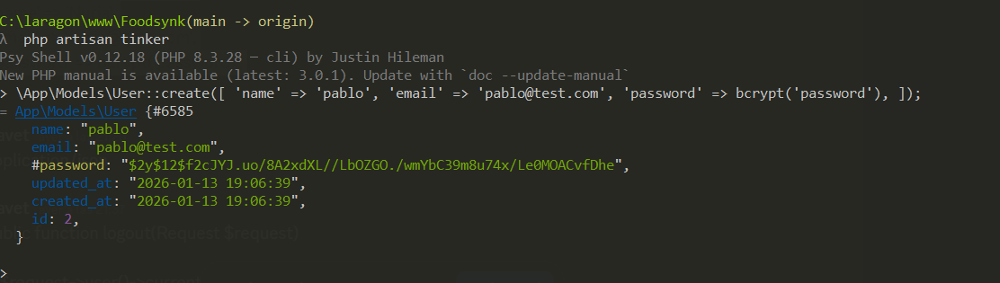 C:\laragon\www\Foodsynk(main -> origin)
λ  php artisan tinker
Psy Shell v0.12.18 (PHP 8.3.28 — cli) by Justin Hileman
New PHP manual is available (latest: 3.0.1). Update with `doc --update-manual`
> \App\Models\User::create([ 'name' => 'pablo', 'email' => 'pablo@test.com', 'password' => bcrypt('password'), ]);
= App\Models\User {#6585
name: "pablo",
email: "pablo@test.com",
#password: "$2y$12$f2cJYJ.uo/8A2xdXL//LbOZGO./wmYbC39m8u74x/Le0MOACvfDhe",
updated_at: "2026-01-13 19:06:39",
created_at: "2026-01-13 19:06:39",
id: 2,
}
function logout(Request $request)
>